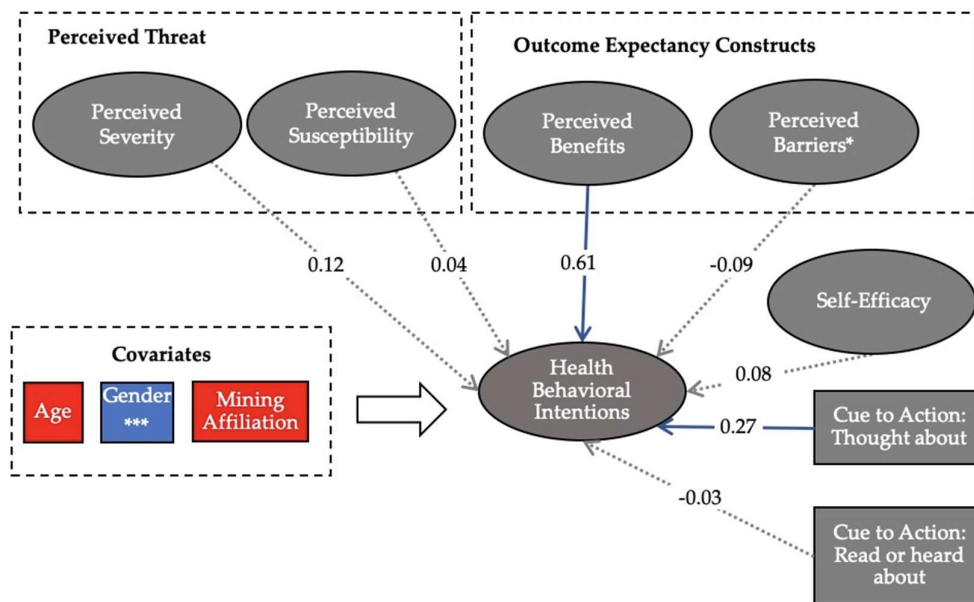 Perceived Threat
Perceived
Severity
Perceived
Susceptibility
Outcome Expectancy Constructs
Perceived
Benefits
Perceived
Barriers*
0.12
0.04
0.61
-0.09
Self-Efficacy
Covariates
Age
Gender
***
Mining
Affiliation
Health
Behavioral
Intentions
0.08
0.27
Cue to Action:
Thought about
-0.03
Cue to Action:
Read or heard
about